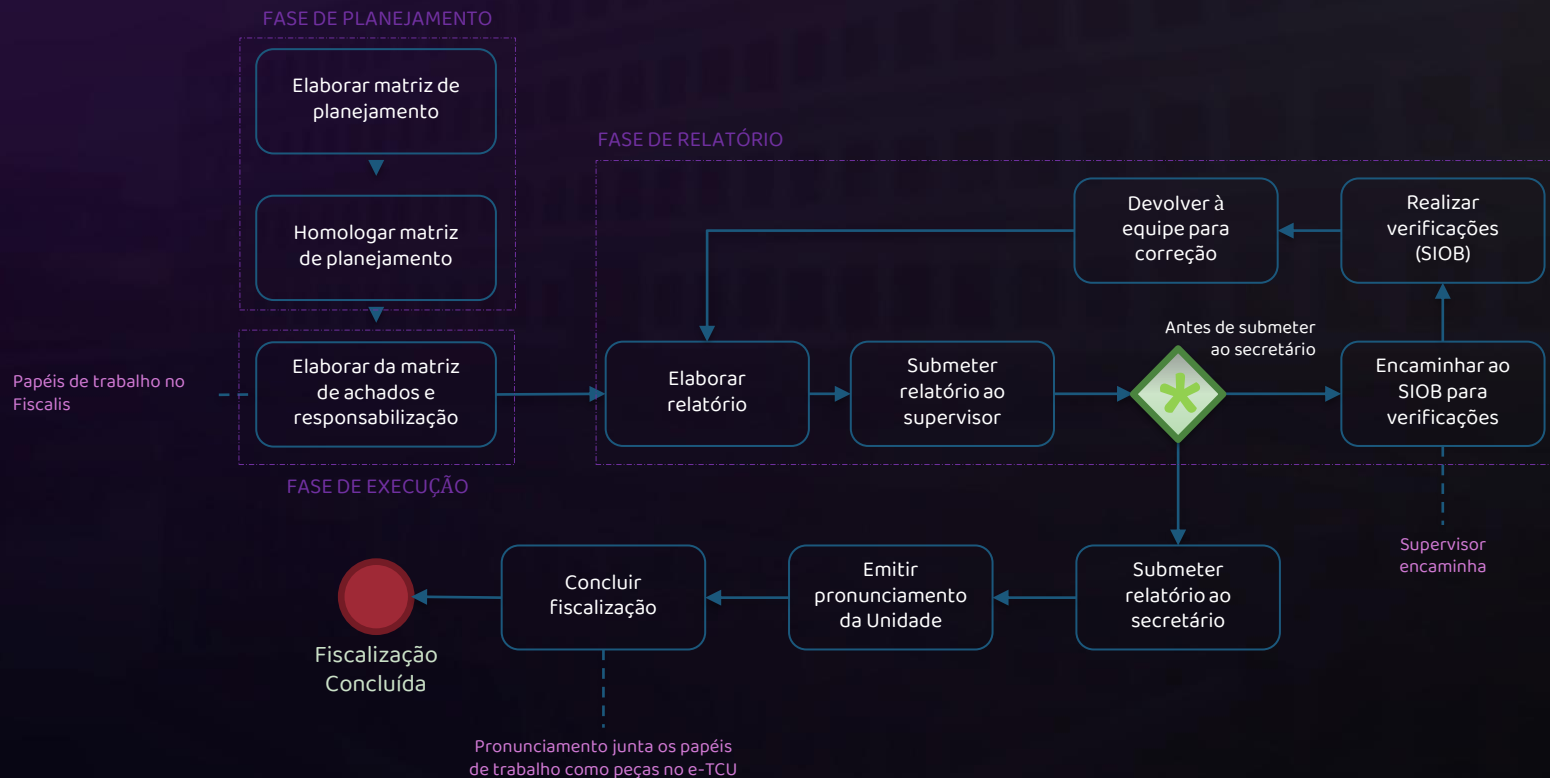 FASE DE PLANEJAMENTO
Elaborar matriz de
planejamento
Homologar matriz
de planejamento
Papéis de trabalho no
Fiscalis
Elaborar da matriz
de achados e
responsabilização
FASE DE EXECUÇÃO
FASE DE RELATÓRIO
Devolver à
equipe para
correção
Realizar
verificações
(SIOB)
Elaborar
relatório
Submeter
relatório ao
supervisor
Antes de submeter
ao secretário
Encaminhar ao
SIOB para
verificações
Supervisor
encaminha
Submeter
relatório ao
secretário
Emitir
pronunciamento
da Unidade
Concluir
fiscalização
Fiscalização
Concluída
Pronunciamento junta os papéis
de trabalho como peças no e-TCU